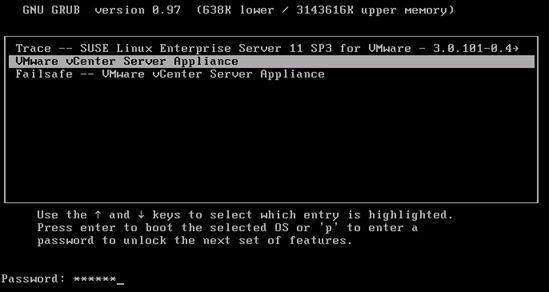 GNU GRUB  version 0.97  (638K lower / 3143616K upper memory)
Trace -- SUSE Linux Enterprise Server 11 SP3 for VMware - 3.0.101-0.4→
VMware vCenter Server Appliance
Failsafe -- VMware vCenter Server Appliance
Use the ↑ and ↓ keys to select which entry is highlighted.
Press enter to boot the selected OS or 'p' to enter a
password to unlock the next set of features.
Password: ******_